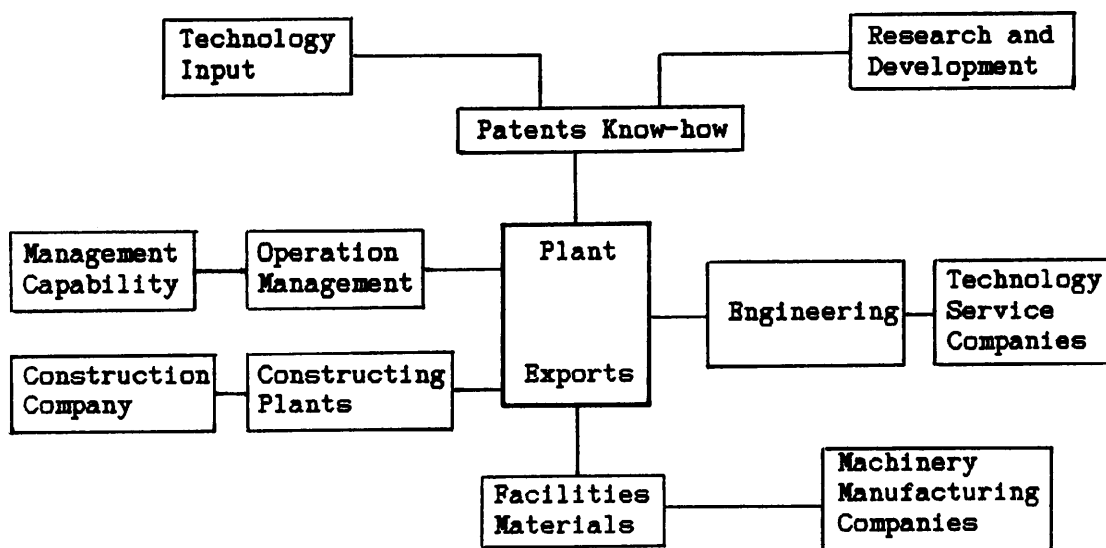 Technology
Input
Research and
Development
Patents Know-how
Management
Capability
Operation
Management
Plant
Exports
Engineering
Technology
Service
Companies
Construction
Company
Constructing
Plants
Facilities
Materials
Machinery
Manufacturing
Companies